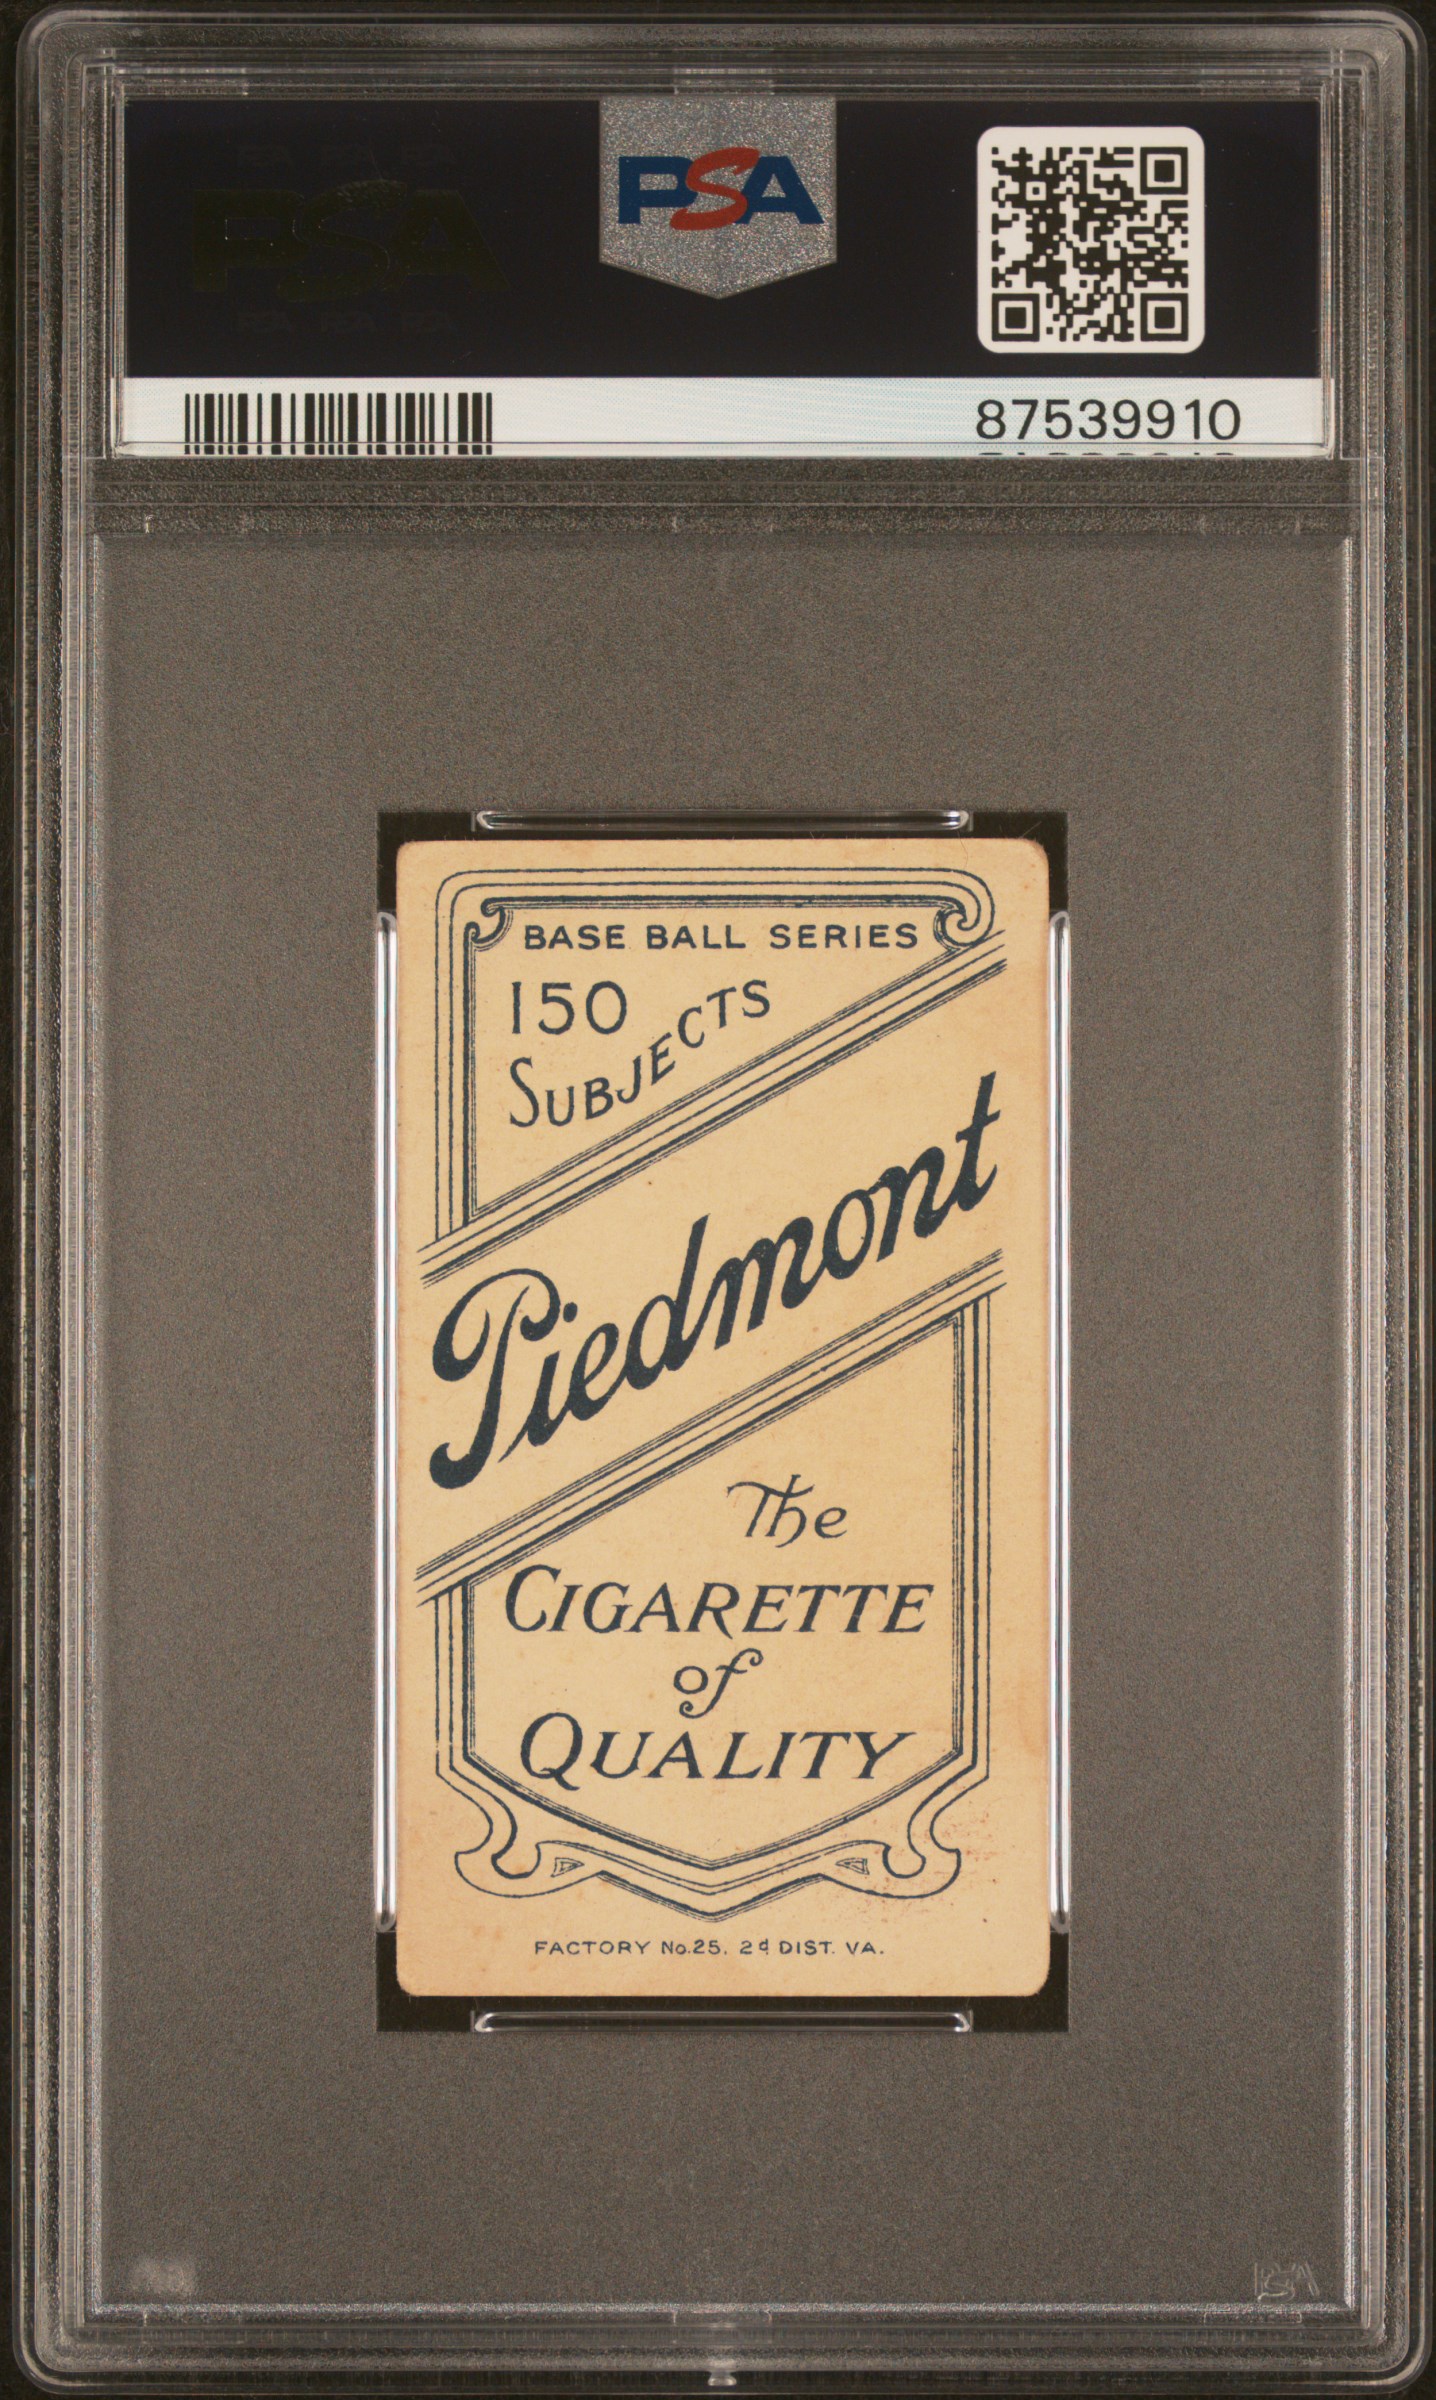 PSA
87539910
BASE BALL SERIES
150
SUBJECTS
Piedmont
The
CIGARETTE
of
QUALITY
FACTORY No. 25. 2d DIST. VA.